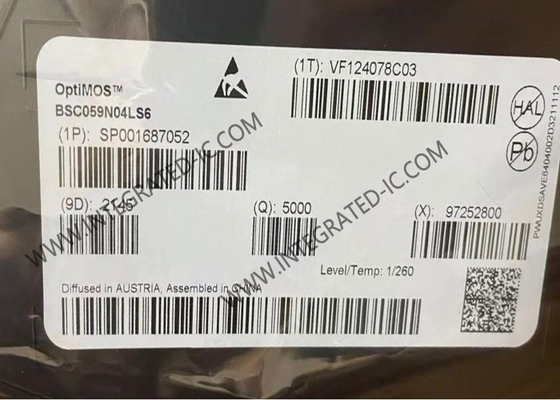 OptiMOS™
BSC059N04LS6
(1T): VF124078C03
(1P): SP001687052
HAL
Pb
(9D): 2145
(Q): 5000
(X): 97252800
Level/Temp: 1/260
Diffused in AUSTRIA, Assembled in CHINA
PWUXDSAVE6404002D3211112
WWW.INTEGRATED-IC.COM
WWW.INTEGRATED-IC.COM